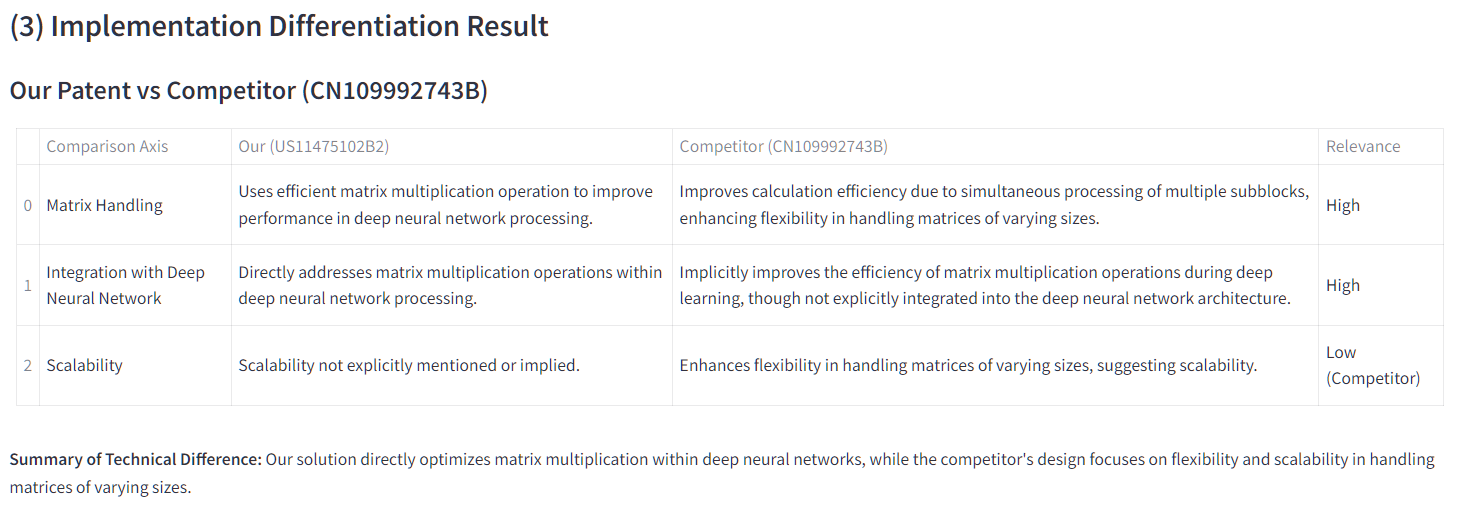 (3) Implementation Differentiation Result
Our Patent vs Competitor (CN109992743B)
Comparison Axis Our (US11475102B2) Competitor (CN109992743B) Relevance
0 Matrix Handling Uses efficient matrix multiplication operation to improve performance in deep neural network processing. Improves calculation efficiency due to simultaneous processing of multiple subblocks, enhancing flexibility in handling matrices of varying sizes. High
1 Integration with Deep Neural Network Directly addresses matrix multiplication operations within deep neural network processing. Implicitly improves the efficiency of matrix multiplication operations during deep learning, though not explicitly integrated into the deep neural network architecture. High
2 Scalability Scalability not explicitly mentioned or implied. Enhances flexibility in handling matrices of varying sizes, suggesting scalability. Low (Competitor)
Summary of Technical Difference: Our solution directly optimizes matrix multiplication within deep neural networks, while the competitor's design focuses on flexibility and scalability in handling
matrices of varying sizes.